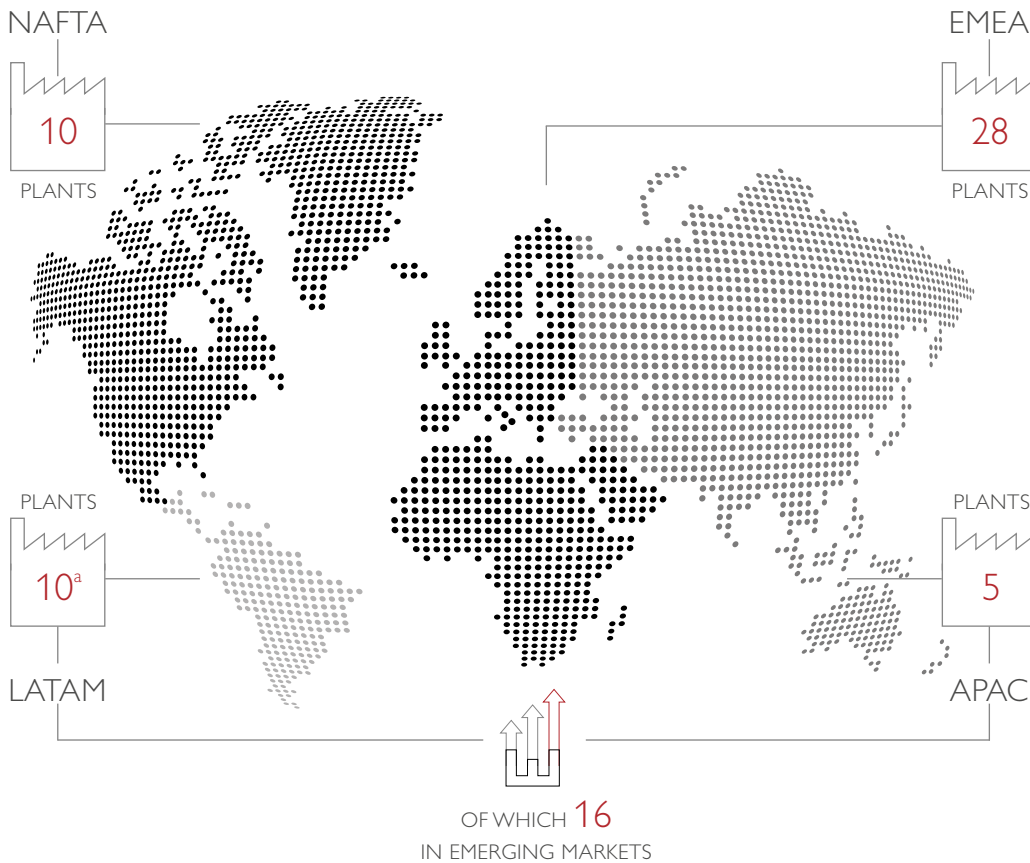 NAFTA
10
PLANTS
EMEA
28
PLANTS
PLANTS
10ª
LATAM
PLANTS
5
APAC
OF WHICH 16
IN EMERGING MARKETS